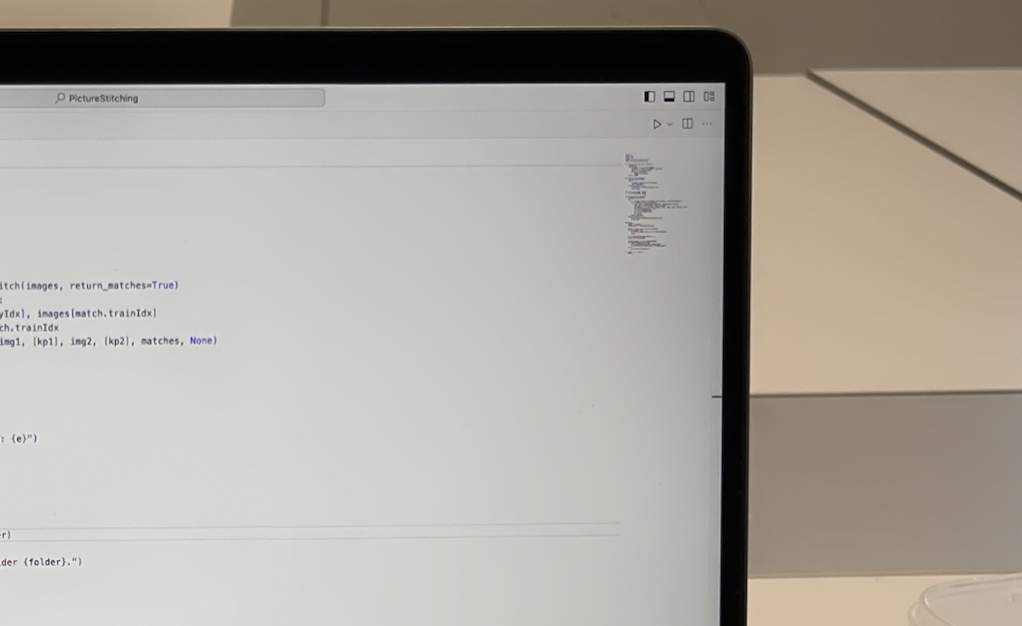 PictureStitching
itch(images, return_matches=True)
:
yIdx], images[match.trainIdx]
ch.trainIdx
img1, [kp1], img2, [kp2], matches, None)
: {e}")
r)
der {folder}.")